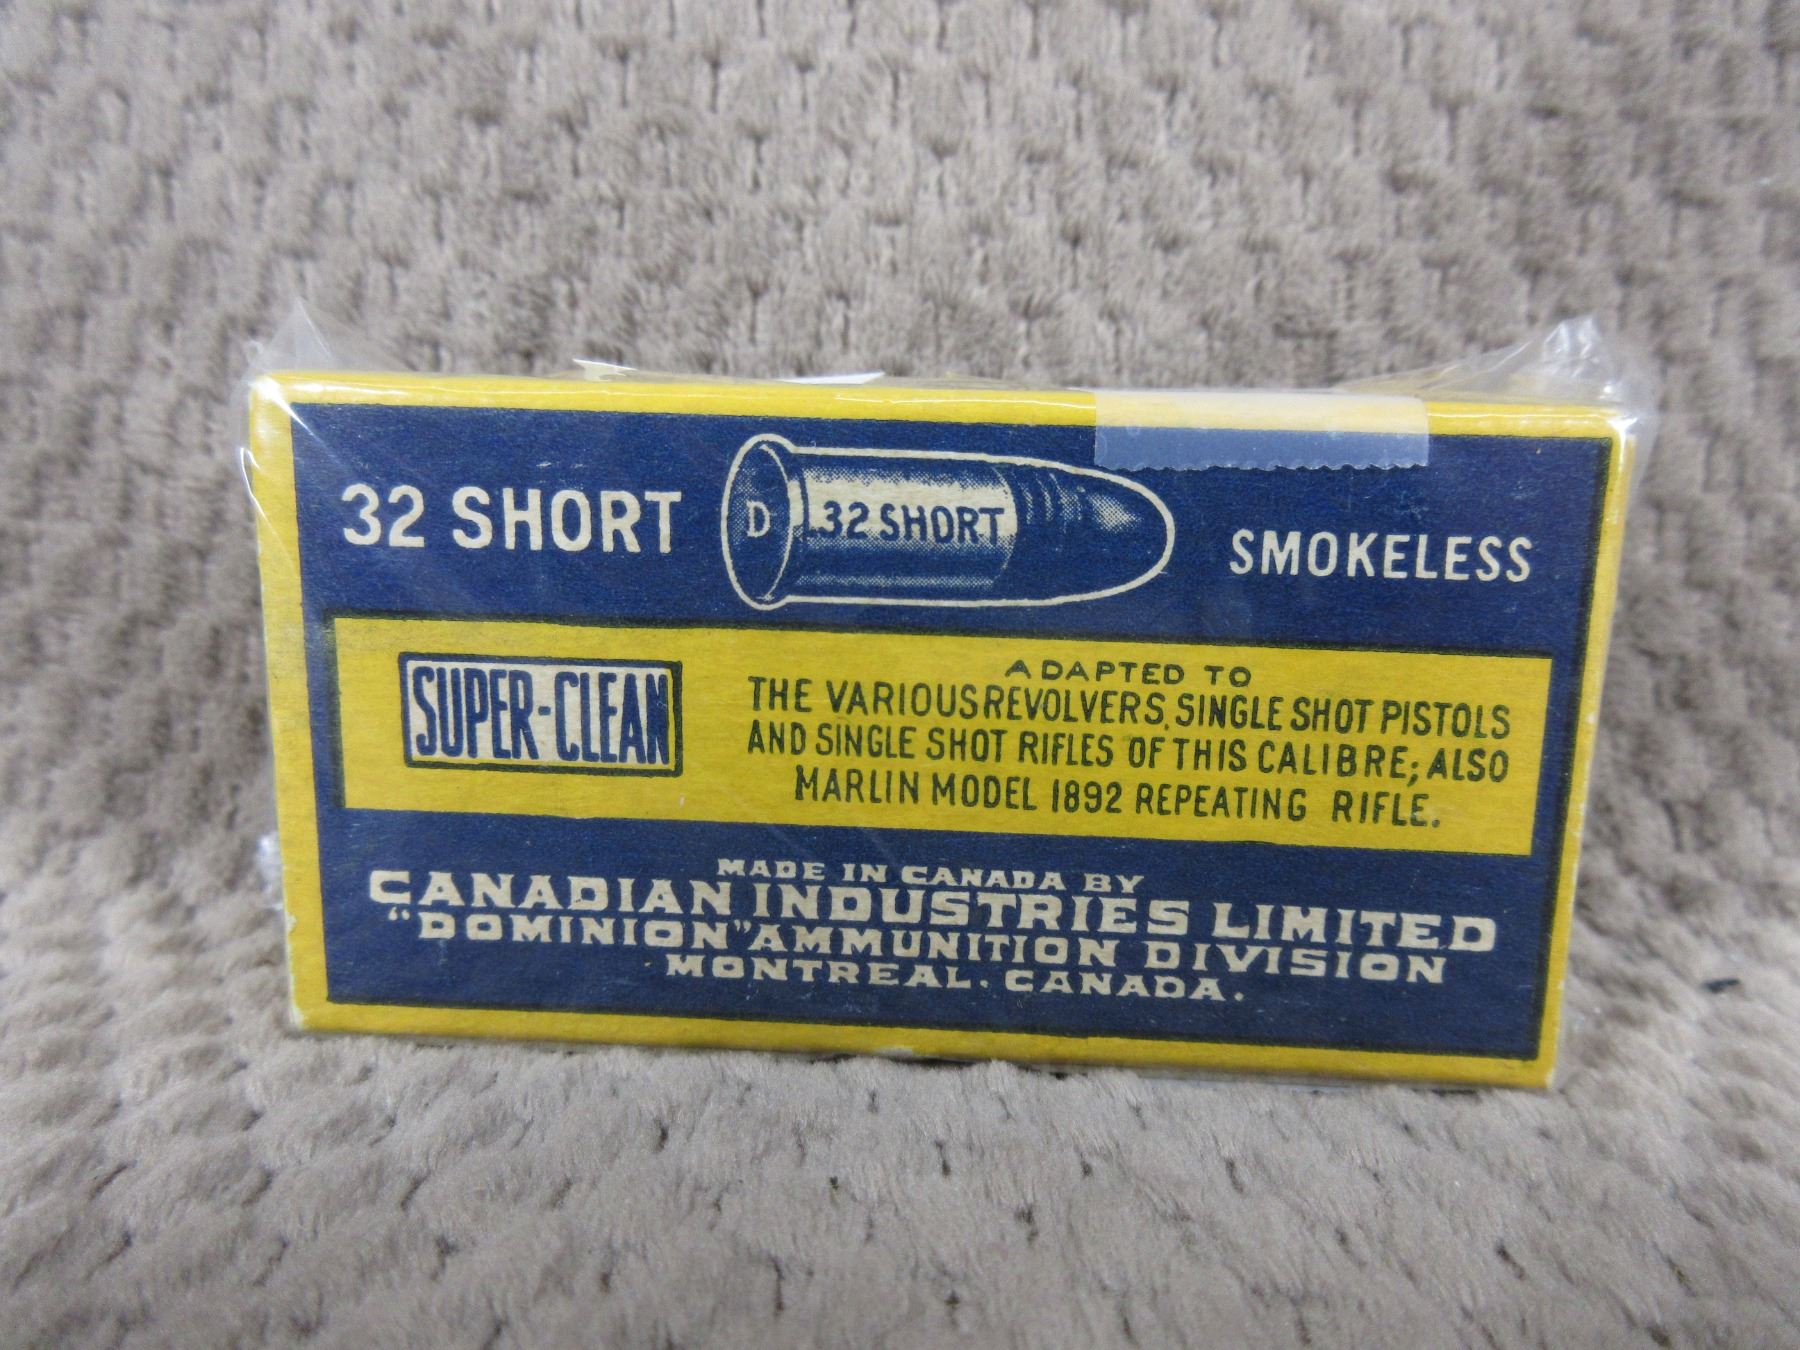 32 SHORT
D
.32 SHORT
SMOKELESS
SUPER-CLEAN
ADAPTED TO
THE VARIOUS REVOLVERS, SINGLE SHOT PISTOLS
AND SINGLE SHOT RIFLES OF THIS CALIBRE; ALSO
MARLIN MODEL 1892 REPEATING RIFLE.
MADE IN CANADA BY
CANADIAN INDUSTRIES LIMITED
"DOMINION" AMMUNITION DIVISION
MONTREAL. CANADA.